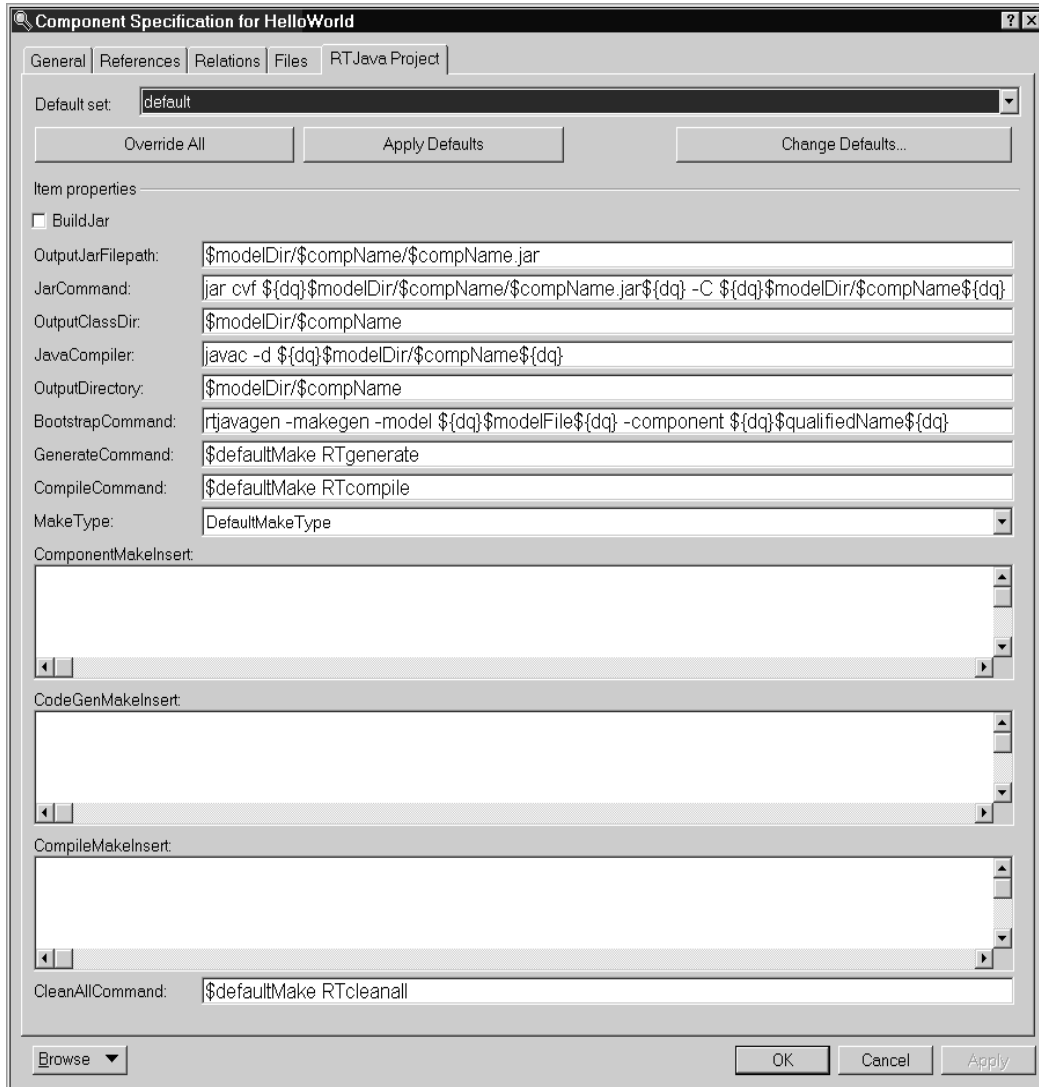 Component Specification for HelloWorld
General References Relations Files RTJava Project
Default set: default
Override All Apply Defaults Change Defaults...
Item properties
BuildJar
OutputJarFilepath: $modelDir/$compName/$compName.jar
JarCommand: jar cvf ${dq}$modelDir/$compName/$compName.jar${dq} -C ${dq}$modelDir/$compName${dq}
OutputClassDir: $modelDir/$compName
JavaCompiler: javac -d ${dq}$modelDir/$compName${dq}
OutputDirectory: $modelDir/$compName
BootstrapCommand: rtjavagen -makegen -model ${dq}$modelFile${dq} -component ${dq}$qualifiedName${dq}
GenerateCommand: $defaultMake RTgenerate
CompileCommand: $defaultMake RTcompile
MakeType: DefaultMakeType
ComponentMakeInsert:
CodeGenMakeInsert:
CompileMakeInsert:
CleanAllCommand: $defaultMake RTcleanall
Browse OK Cancel Apply